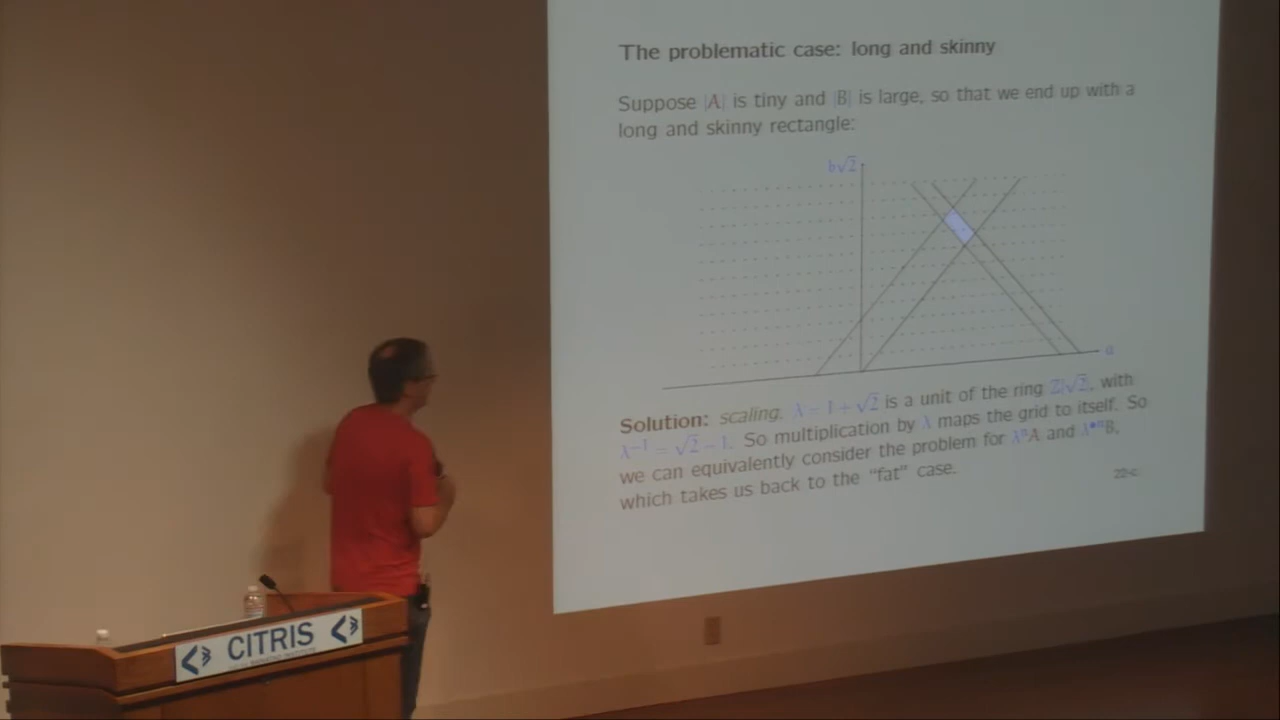 The problematic case: long and skinny
Suppose |A| is tiny and |B| is large, so that we end up with a
long and skinny rectangle:
b√2
a
Solution: scaling. λ = 1 + √2 is a unit of the ring Z[√2], with
λ⁻¹ = √2 − 1. So multiplication by λ maps the grid to itself. So
we can equivalently consider the problem for λⁿA and λ•ⁿB,
which takes us back to the "fat" case.
CITRIS